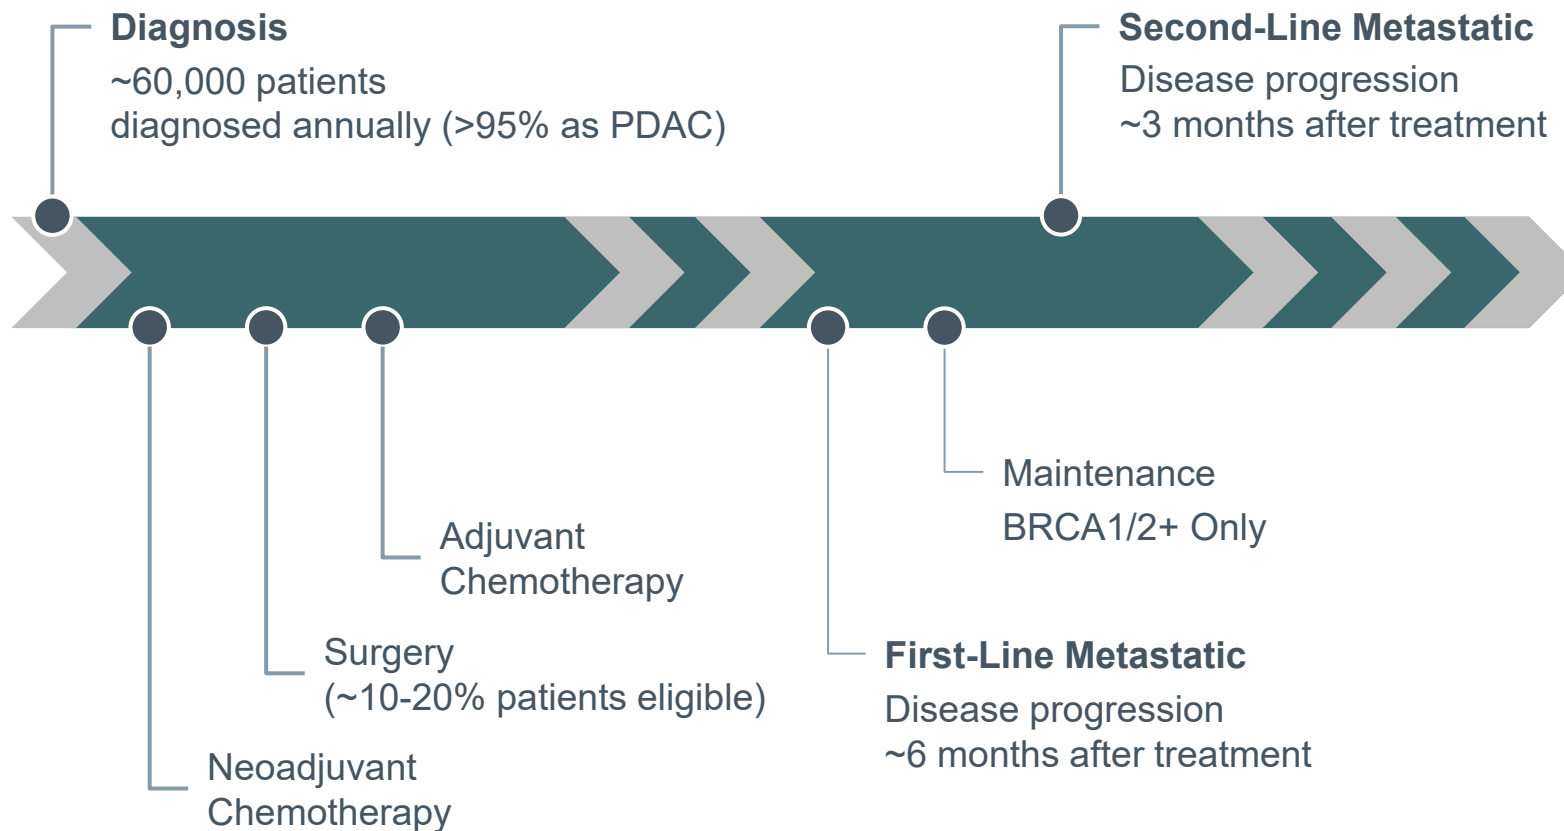 Diagnosis
~60,000 patients
diagnosed annually (>95% as PDAC)
Second-Line Metastatic
Disease progression
~3 months after treatment
Neoadjuvant
Chemotherapy
Surgery
(~10-20% patients eligible)
Adjuvant
Chemotherapy
First-Line Metastatic
Disease progression
~6 months after treatment
Maintenance
BRCA1/2+ Only